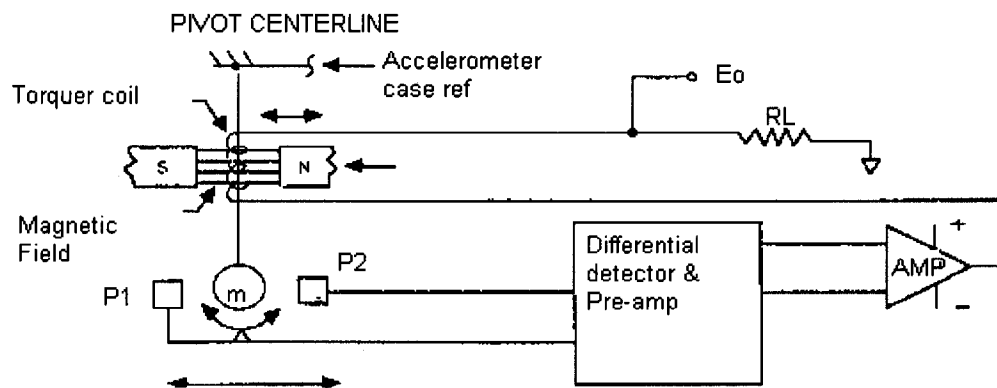 PIVOT CENTERLINE
Accelerometer
case ref
Eo
Torquer coil
RL
S
N
Magnetic
Field
Differential
detector &
Pre-amp
+
AMP
−
P2
P1
m